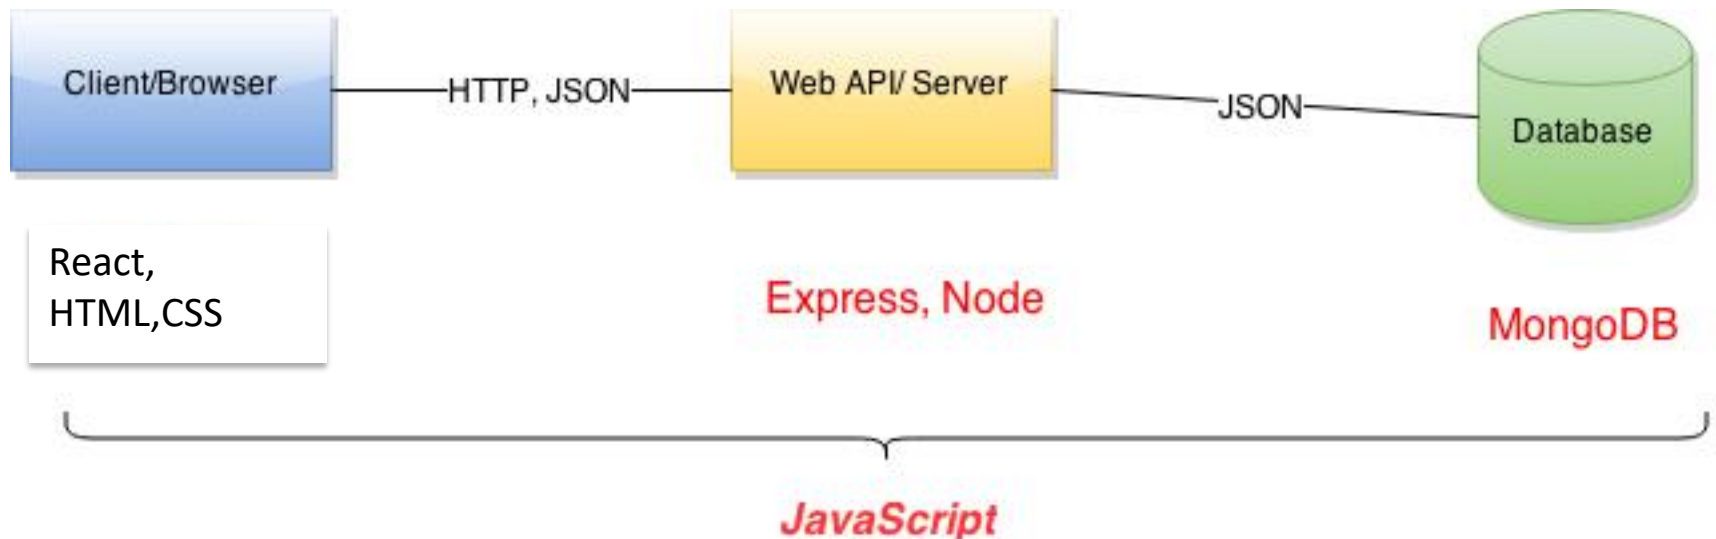 Client/Browser
HTTP, JSON
Web API/ Server
JSON
Database
React,
HTML,CSS
Express, Node
MongoDB
JavaScript